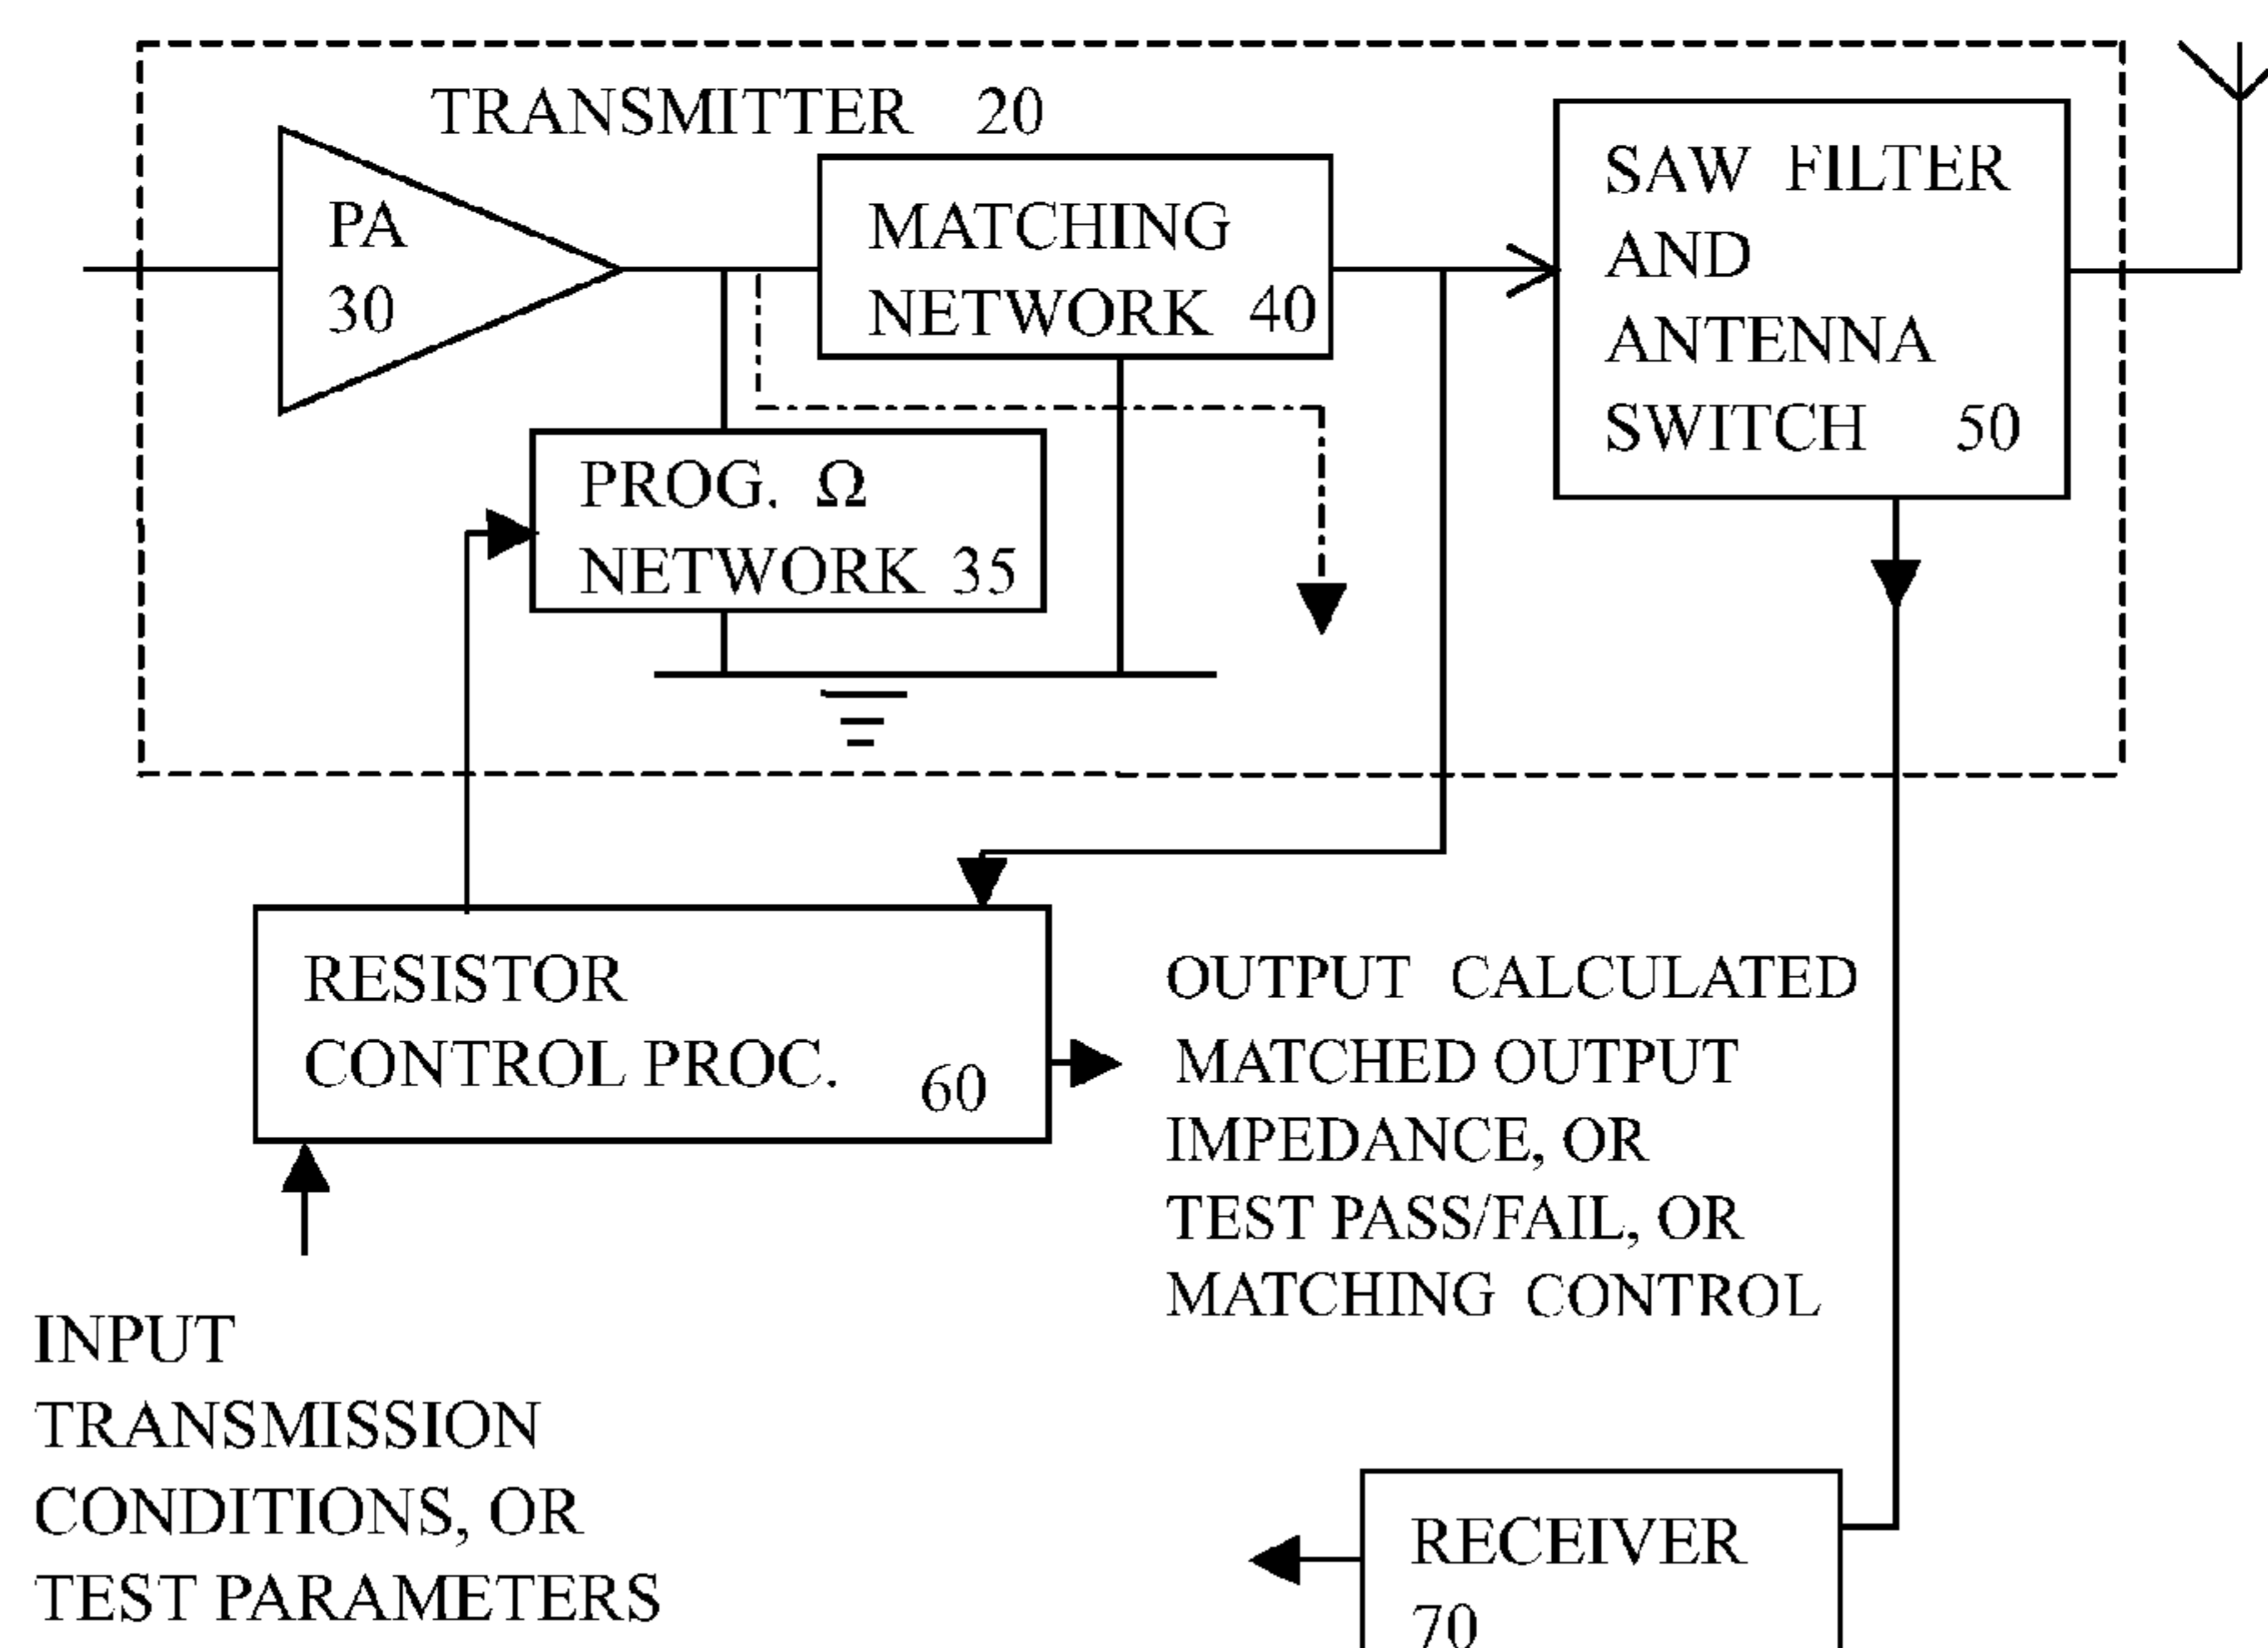 TRANSMITTER 20
PA
30
MATCHING
NETWORK 40
SAW FILTER
AND
ANTENNA
SWITCH 50
PROG. Ω
NETWORK 35
RESISTOR
CONTROL PROC. 60
OUTPUT CALCULATED
MATCHED OUTPUT
IMPEDANCE, OR
TEST PASS/FAIL, OR
MATCHING CONTROL
INPUT
TRANSMISSION
CONDITIONS, OR
TEST PARAMETERS
RECEIVER
70